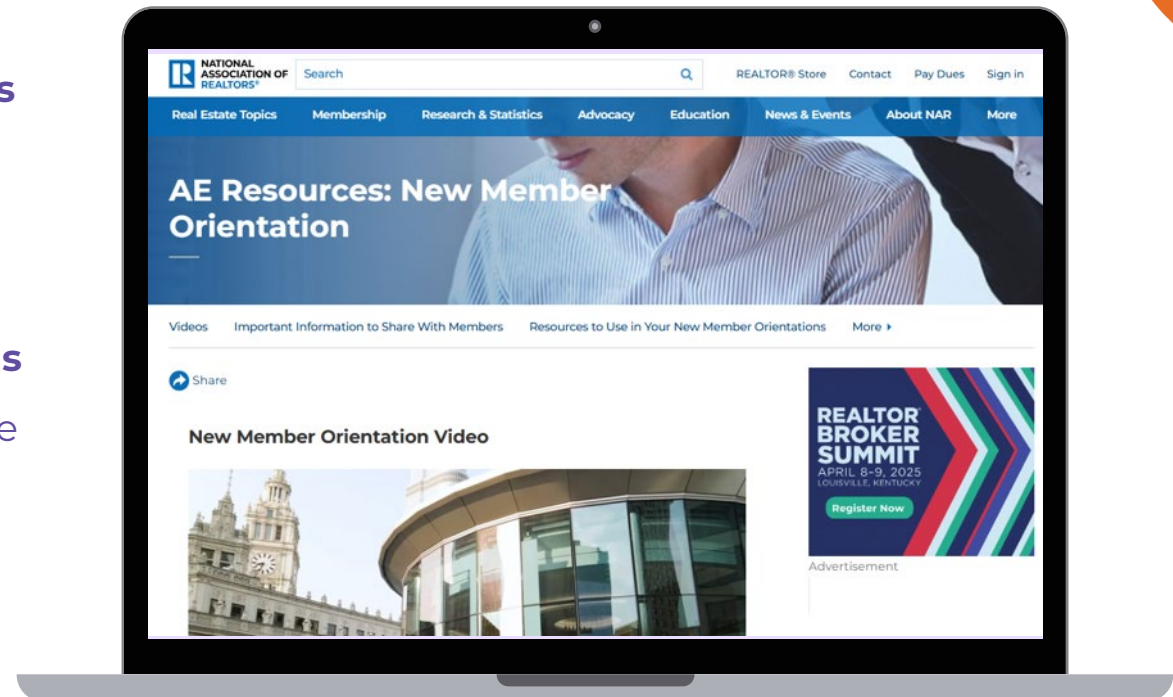 s
s
e
NATIONAL
ASSOCIATION OF
REALTORS®
Search
REALTOR® Store Contact Pay Dues Sign in
Real Estate Topics Membership Research & Statistics Advocacy Education News & Events About NAR More
AE Resources: New Member
Orientation
Videos Important Information to Share With Members Resources to Use in Your New Member Orientations More
Share
New Member Orientation Video
REALTOR®
BROKER
SUMMIT
APRIL 8-9, 2025
LOUISVILLE, KENTUCKY
Register Now
Advertisement